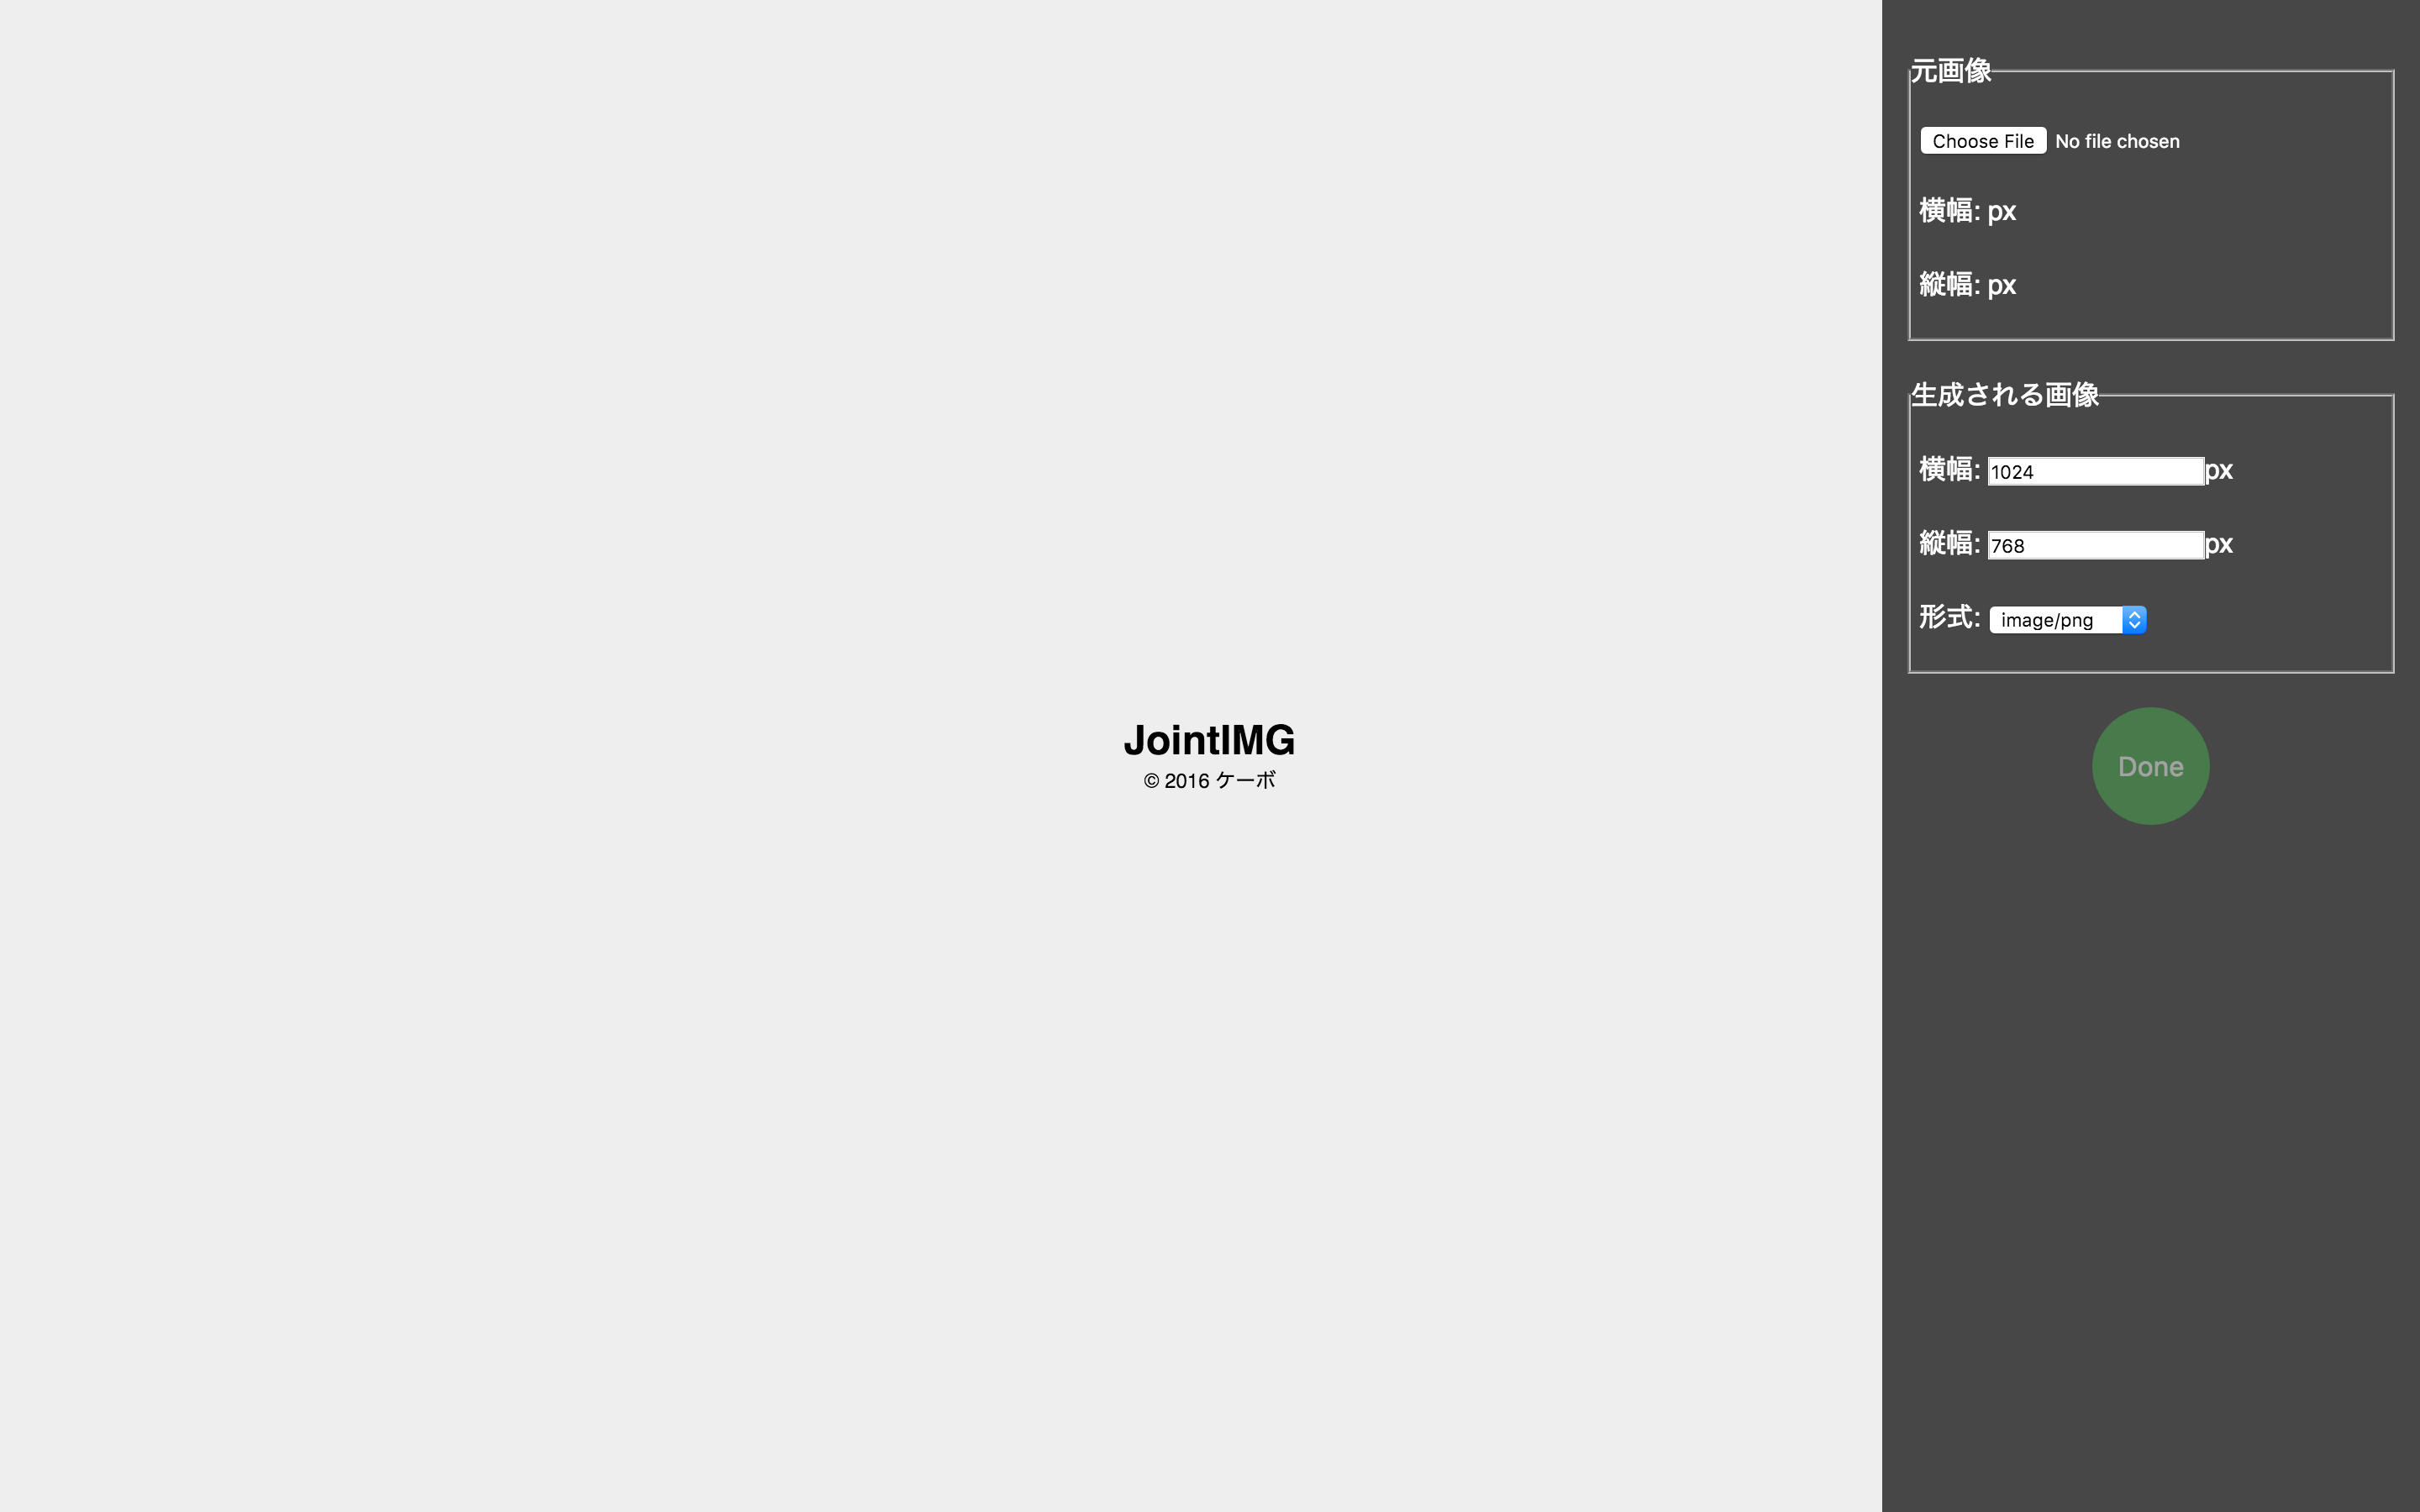 JointIMG
© 2016 ケーボ
元画像
Choose File No file chosen
横幅: px
縦幅: px
生成される画像
横幅: 1024 px
縦幅: 768 px
形式: image/png
Done